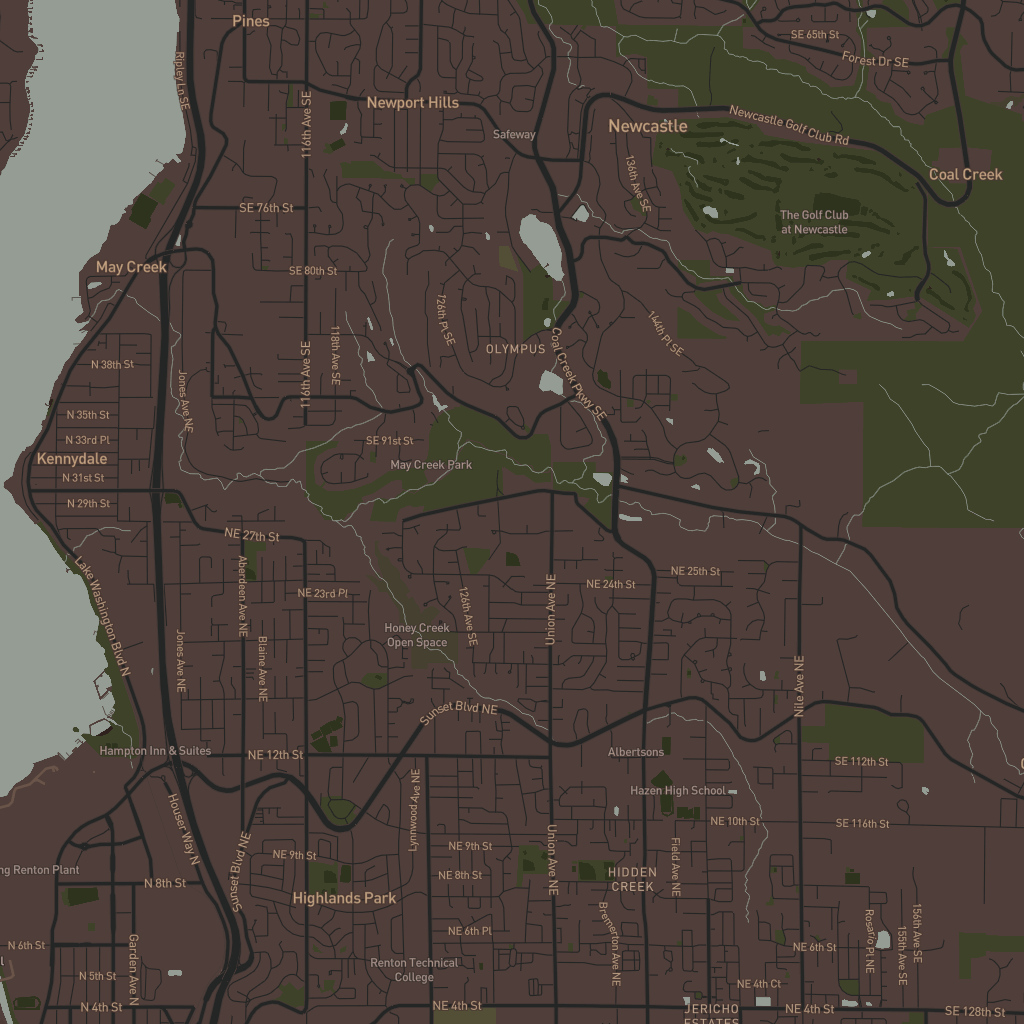 Pines
SE 65th St
Forest Dr SE
Ripley Ln SE
Newport Hills
116th Ave SE
Safeway
Newcastle
Newcastle Golf Club Rd
136th Ave SE
Coal Creek
SE 76th St
The Golf Club
at Newcastle
May Creek
SE 80th St
126th Pl SE
118th Ave SE
116th Ave SE
OLYMPUS
144th Pl SE
Coal Creek Pkwy SE
N 38th St
Jones Ave NE
N 35th St
N 33rd Pl
SE 91st St
Kennydale
May Creek Park
N 31st St
N 29th St
NE 27th St
Lake Washington Blvd N
Aberdeen Ave NE
NE 23rd Pl
126th Ave SE
Union Ave NE
NE 24th St
NE 25th St
Honey Creek
Open Space
Jones Ave NE
Blaine Ave NE
Nile Ave NE
Sunset Blvd NE
Hampton Inn & Suites
NE 12th St
Albertsons
SE 112th St
Hazen High School
Lynnwood Ave NE
Houser Way N
NE 10th St
SE 116th St
Sunset Blvd NE
NE 9th St
NE 9th St
Union Ave NE
Field Ave NE
ng Renton Plant
N 8th St
NE 8th St
HIDDEN
CREEK
Highlands Park
Bremerton Ave NE
NE 6th Pl
N 6th St
Garden Ave N
NE 6th St
Rosario Pl NE
155th Ave SE
156th Ave SE
Renton Technical
College
N 5th St
NE 4th Ct
N 4th St
NE 4th St
JERICHO
ESTATES
NE 4th St
SE 128th St